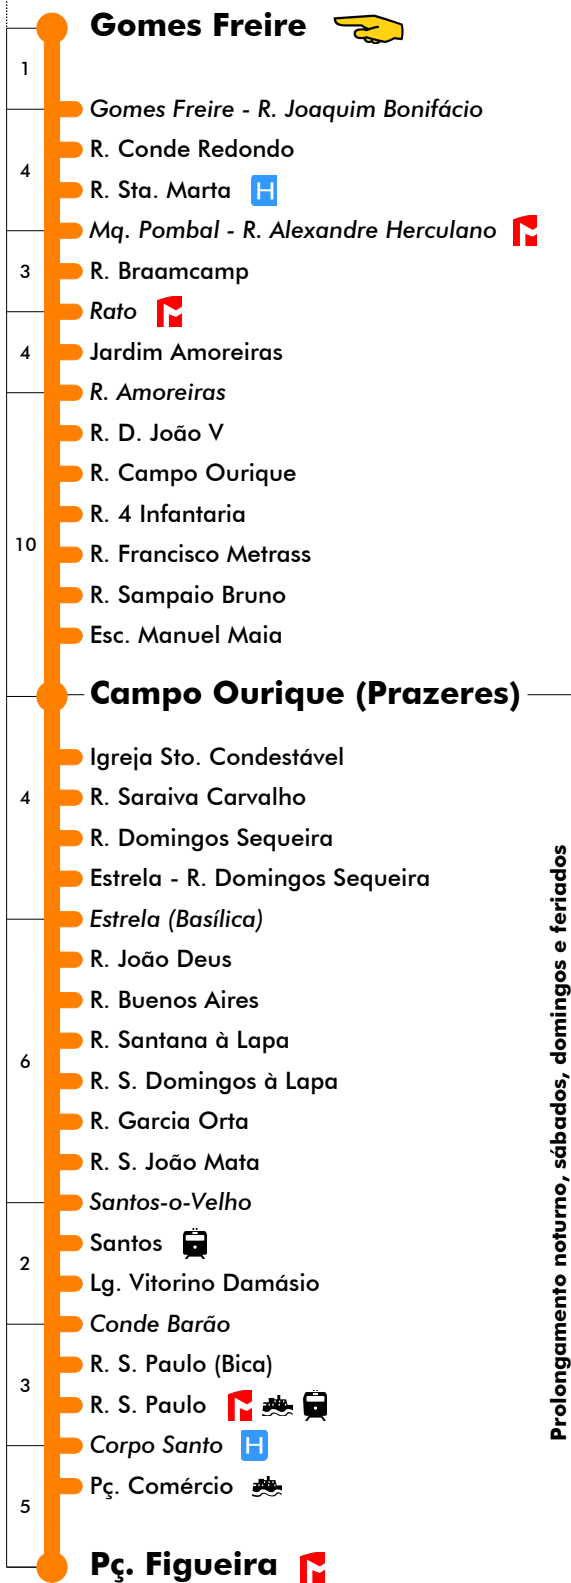 Gomes Freire
1
Gomes Freire - R. Joaquim Bonifácio
R. Conde Redondo
4
R. Sta. Marta H
Mq. Pombal - R. Alexandre Herculano
3
R. Braamcamp
Rato
4
Jardim Amoreiras
R. Amoreiras
R. D. João V
R. Campo Ourique
R. 4 Infantaria
10
R. Francisco Metrass
R. Sampaio Bruno
Esc. Manuel Maia
Campo Ourique (Prazeres)
Igreja Sto. Condestável
4
R. Saraiva Carvalho
R. Domingos Sequeira
Estrela - R. Domingos Sequeira
Estrela (Basílica)
R. João Deus
R. Buenos Aires
R. Santana à Lapa
6
R. S. Domingos à Lapa
R. Garcia Orta
R. S. João Mata
Santos-o-Velho
Santos
2
Lg. Vitorino Damásio
Conde Barão
R. S. Paulo (Bica)
3
R. S. Paulo
Corpo Santo H
Pç. Comércio
5
Pç. Figueira
Prolongamento noturno, sábados, domingos e feriados